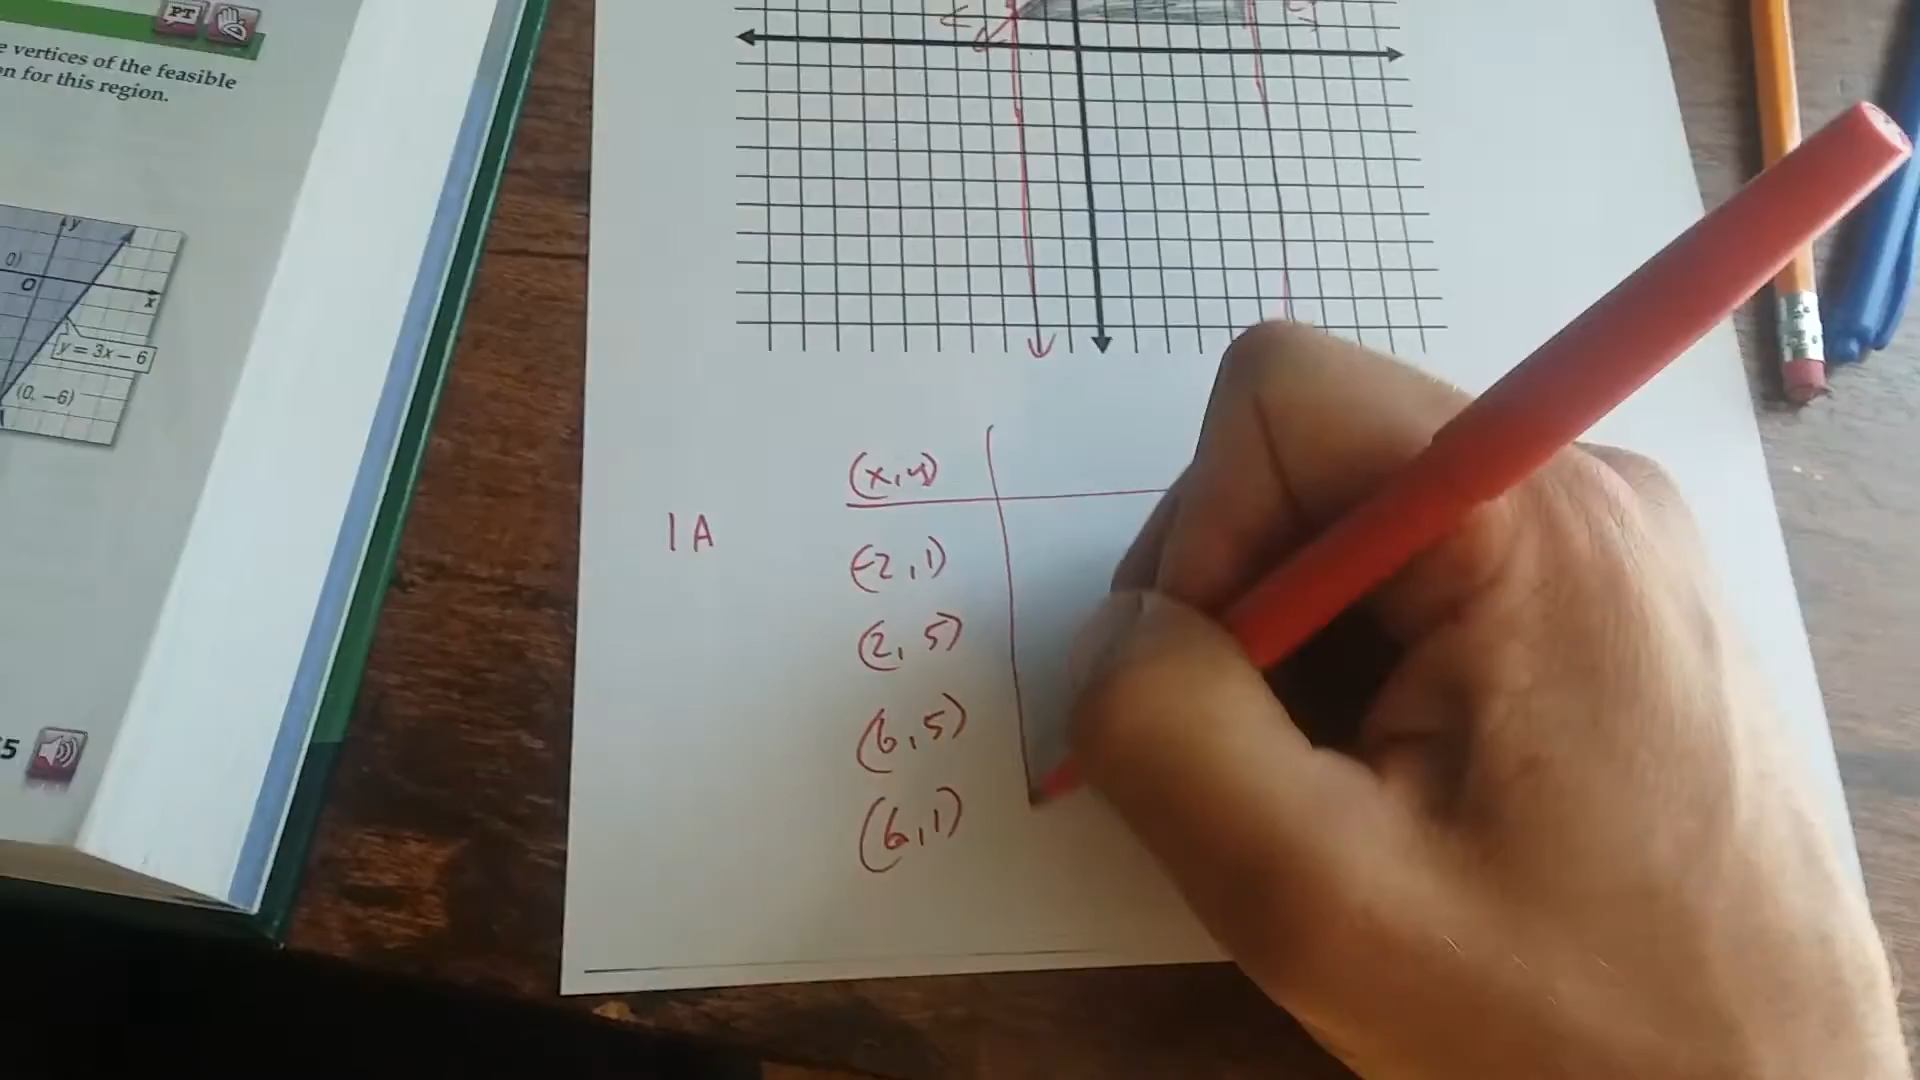 PT
e vertices of the feasible
on for this region.
y
0)
O
x
y = 3x – 6
(0, –6)
5
(x,y)
1A
(-2,1)
(2,5)
(6,5)
(6,1)